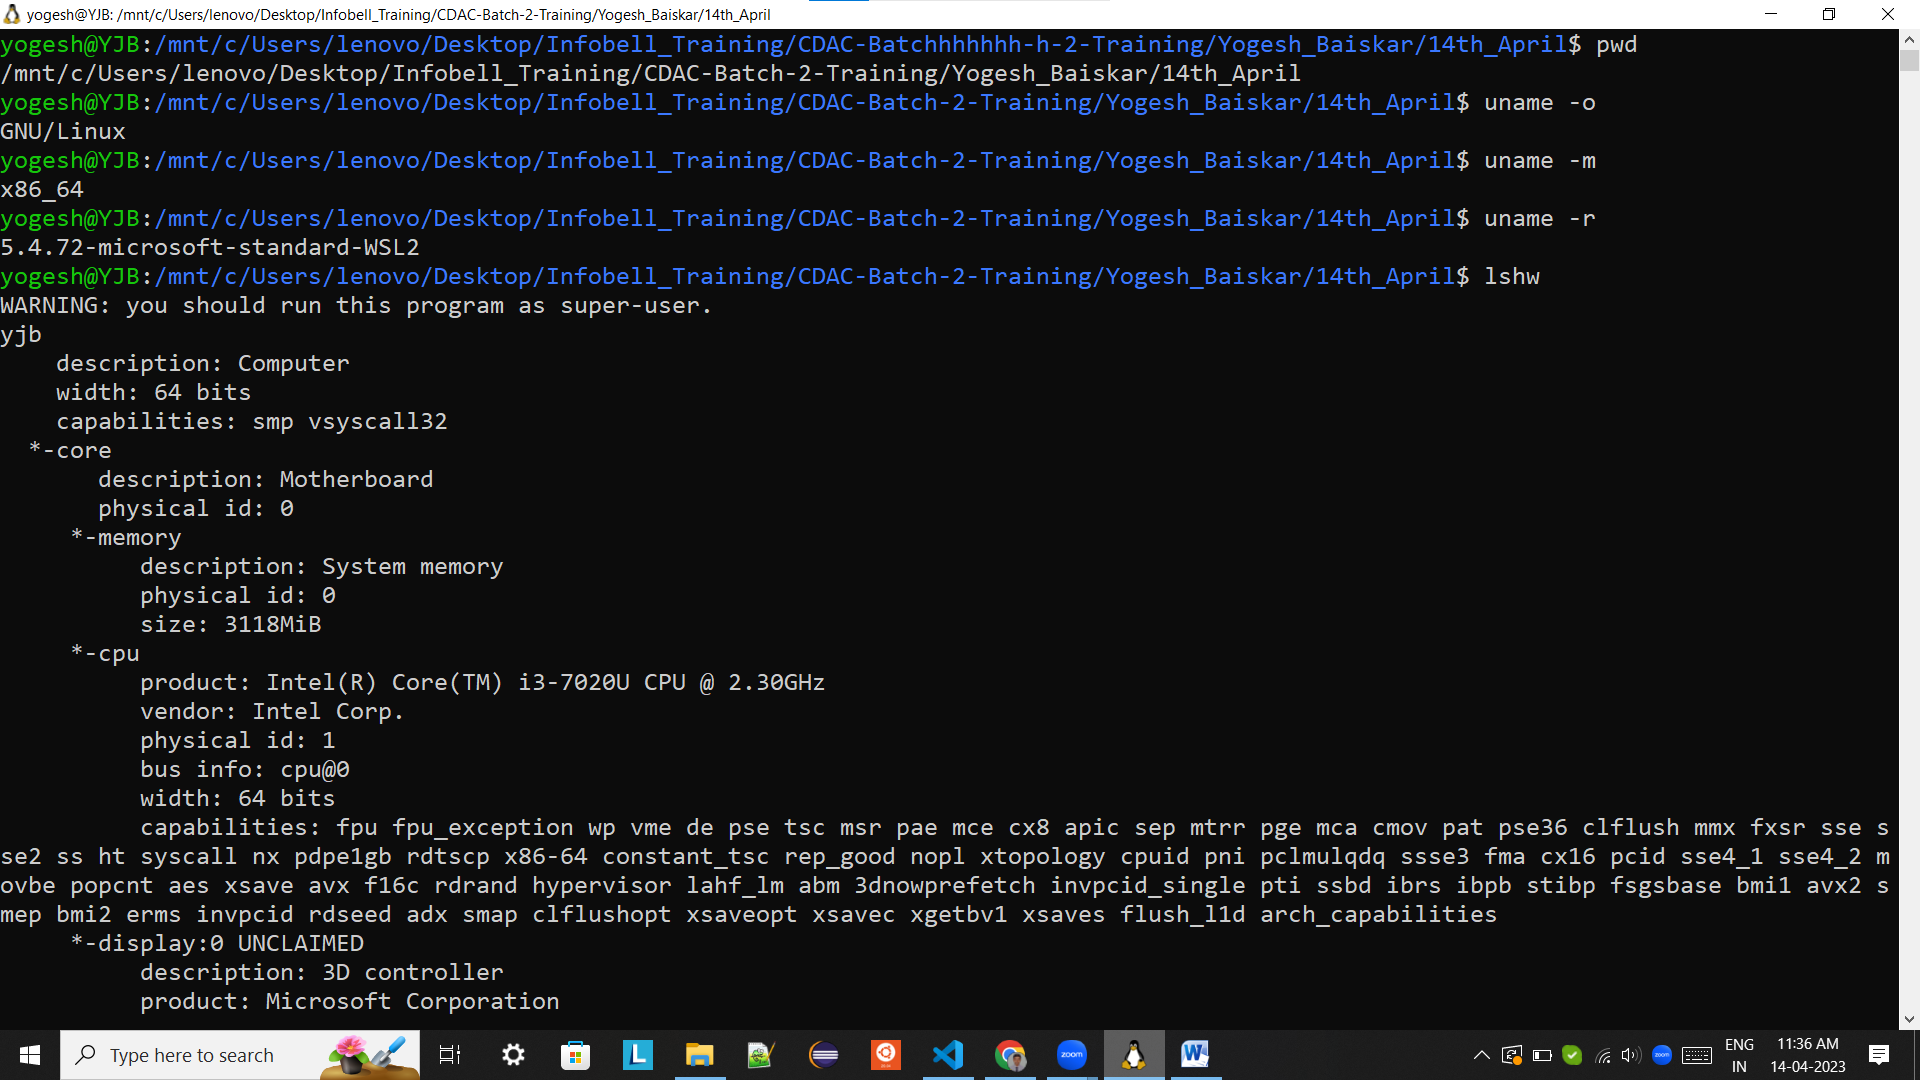 yogesh@YJB: /mnt/c/Users/lenovo/Desktop/Infobell_Training/CDAC-Batch-2-Training/Yogesh_Baiskar/14th_April
yogesh@YJB:/mnt/c/Users/lenovo/Desktop/Infobell_Training/CDAC-Batchhhhhhh-h-2-Training/Yogesh_Baiskar/14th_April$ pwd
/mnt/c/Users/lenovo/Desktop/Infobell_Training/CDAC-Batch-2-Training/Yogesh_Baiskar/14th_April
yogesh@YJB:/mnt/c/Users/lenovo/Desktop/Infobell_Training/CDAC-Batch-2-Training/Yogesh_Baiskar/14th_April$ uname -o
GNU/Linux
yogesh@YJB:/mnt/c/Users/lenovo/Desktop/Infobell_Training/CDAC-Batch-2-Training/Yogesh_Baiskar/14th_April$ uname -m
x86_64
yogesh@YJB:/mnt/c/Users/lenovo/Desktop/Infobell_Training/CDAC-Batch-2-Training/Yogesh_Baiskar/14th_April$ uname -r
5.4.72-microsoft-standard-WSL2
yogesh@YJB:/mnt/c/Users/lenovo/Desktop/Infobell_Training/CDAC-Batch-2-Training/Yogesh_Baiskar/14th_April$ lshw
WARNING: you should run this program as super-user.
yjb
    description: Computer
    width: 64 bits
    capabilities: smp vsyscall32
  *-core
       description: Motherboard
       physical id: 0
     *-memory
          description: System memory
          physical id: 0
          size: 3118MiB
     *-cpu
          product: Intel(R) Core(TM) i3-7020U CPU @ 2.30GHz
          vendor: Intel Corp.
          physical id: 1
          bus info: cpu@0
          width: 64 bits
          capabilities: fpu fpu_exception wp vme de pse tsc msr pae mce cx8 apic sep mtrr pge mca cmov pat pse36 clflush mmx fxsr sse s
se2 ss ht syscall nx pdpe1gb rdtscp x86-64 constant_tsc rep_good nopl xtopology cpuid pni pclmulqdq ssse3 fma cx16 pcid sse4_1 sse4_2 m
ovbe popcnt aes xsave avx f16c rdrand hypervisor lahf_lm abm 3dnowprefetch invpcid_single pti ssbd ibrs ibpb stibp fsgsbase bmi1 avx2 s
mep bmi2 erms invpcid rdseed adx smap clflushopt xsaveopt xsavec xgetbv1 xsaves flush_l1d arch_capabilities
     *-display:0 UNCLAIMED
          description: 3D controller
          product: Microsoft Corporation
Type here to search
L
zoom
W
zoom
ENG
IN
11:36 AM
14-04-2023